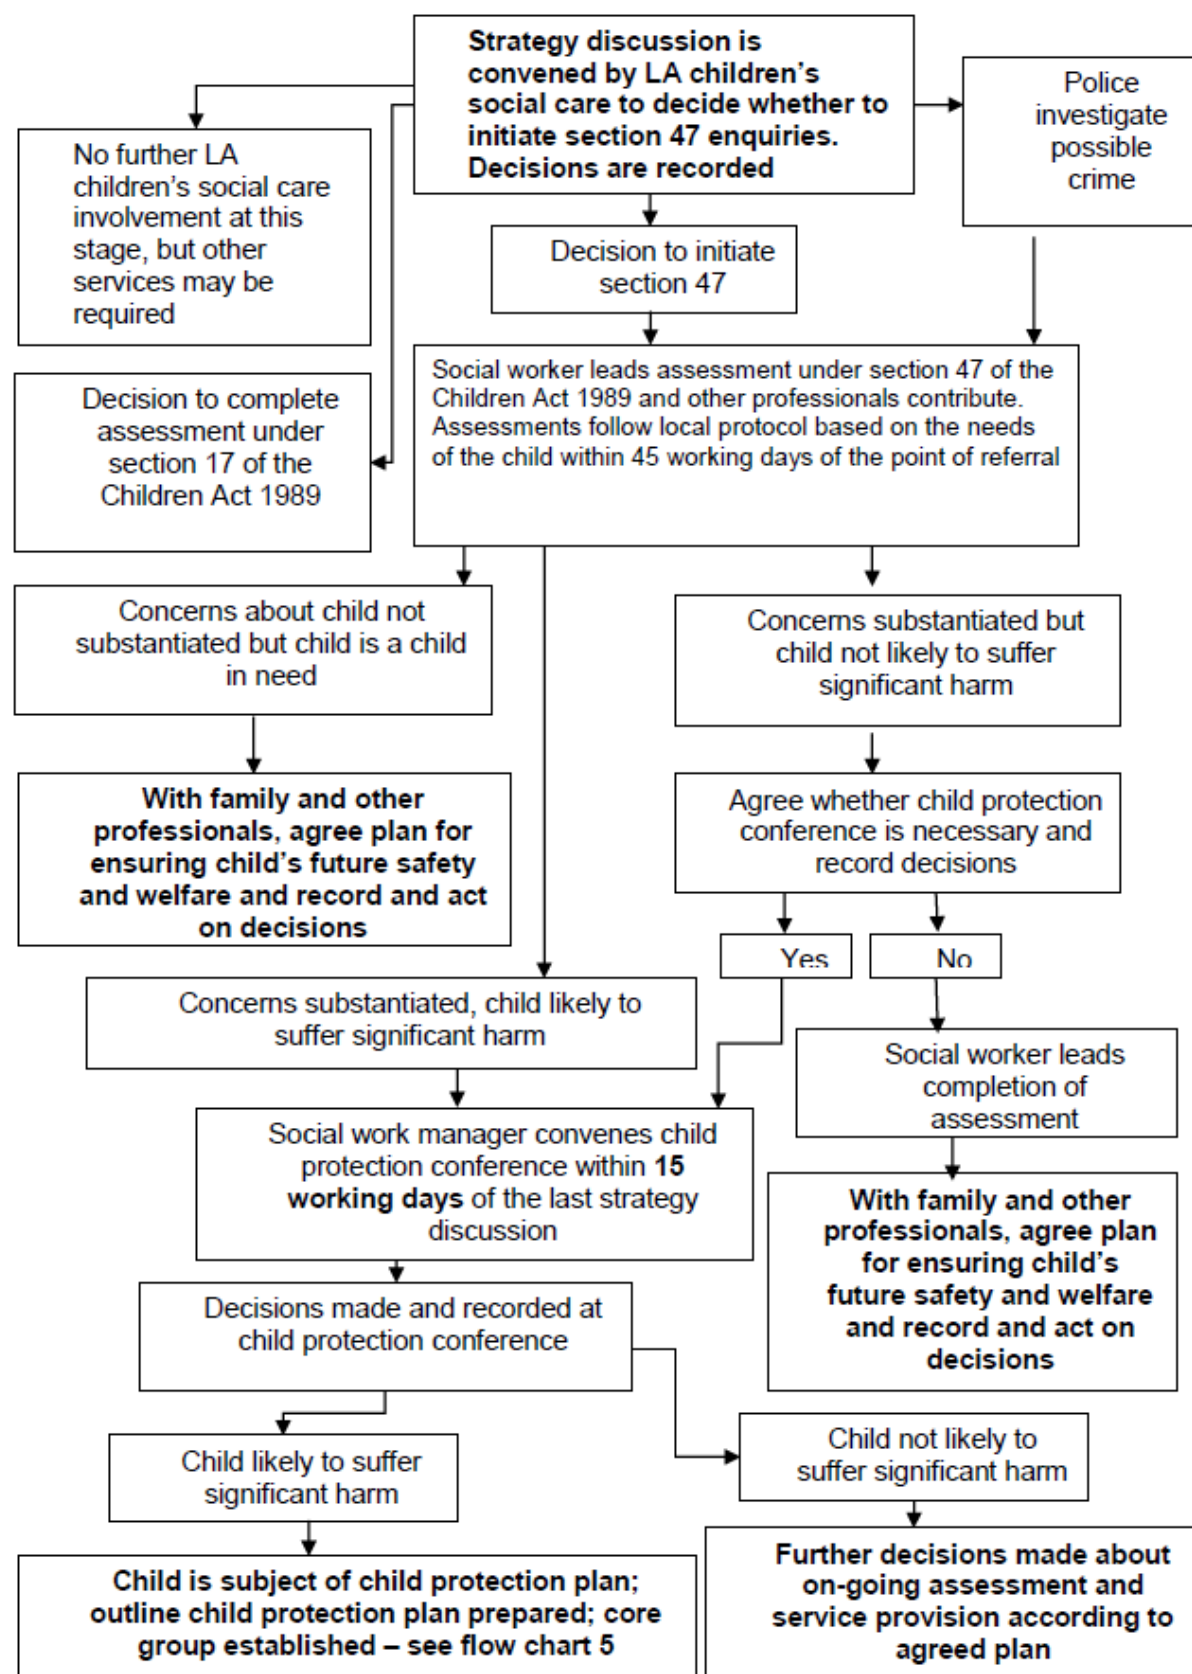 Strategy discussion is
convened by LA children's
social care to decide whether to
initiate section 47 enquiries.
Decisions are recorded
Police
investigate
possible
crime
No further LA
children's social care
involvement at this
stage, but other
services may be
required
Decision to initiate
section 47
Decision to complete
assessment under
section 17 of the
Children Act 1989
Social worker leads assessment under section 47 of the
Children Act 1989 and other professionals contribute.
Assessments follow local protocol based on the needs
of the child within 45 working days of the point of referral
Concerns about child not
substantiated but child is a child
in need
Concerns substantiated but
child not likely to suffer
significant harm
With family and other
professionals, agree plan for
ensuring child's future safety
and welfare and record and act
on decisions
Agree whether child protection
conference is necessary and
record decisions
Yes
No
Concerns substantiated, child likely to
suffer significant harm
Social worker leads
completion of
assessment
Social work manager convenes child
protection conference within 15
working days of the last strategy
discussion
With family and other
professionals, agree plan
for ensuring child's
future safety and welfare
and record and act on
decisions
Decisions made and recorded at
child protection conference
Child likely to suffer
significant harm
Child not likely to
suffer significant harm
Child is subject of child protection plan;
outline child protection plan prepared; core
group established – see flow chart 5
Further decisions made about
on-going assessment and
service provision according to
agreed plan